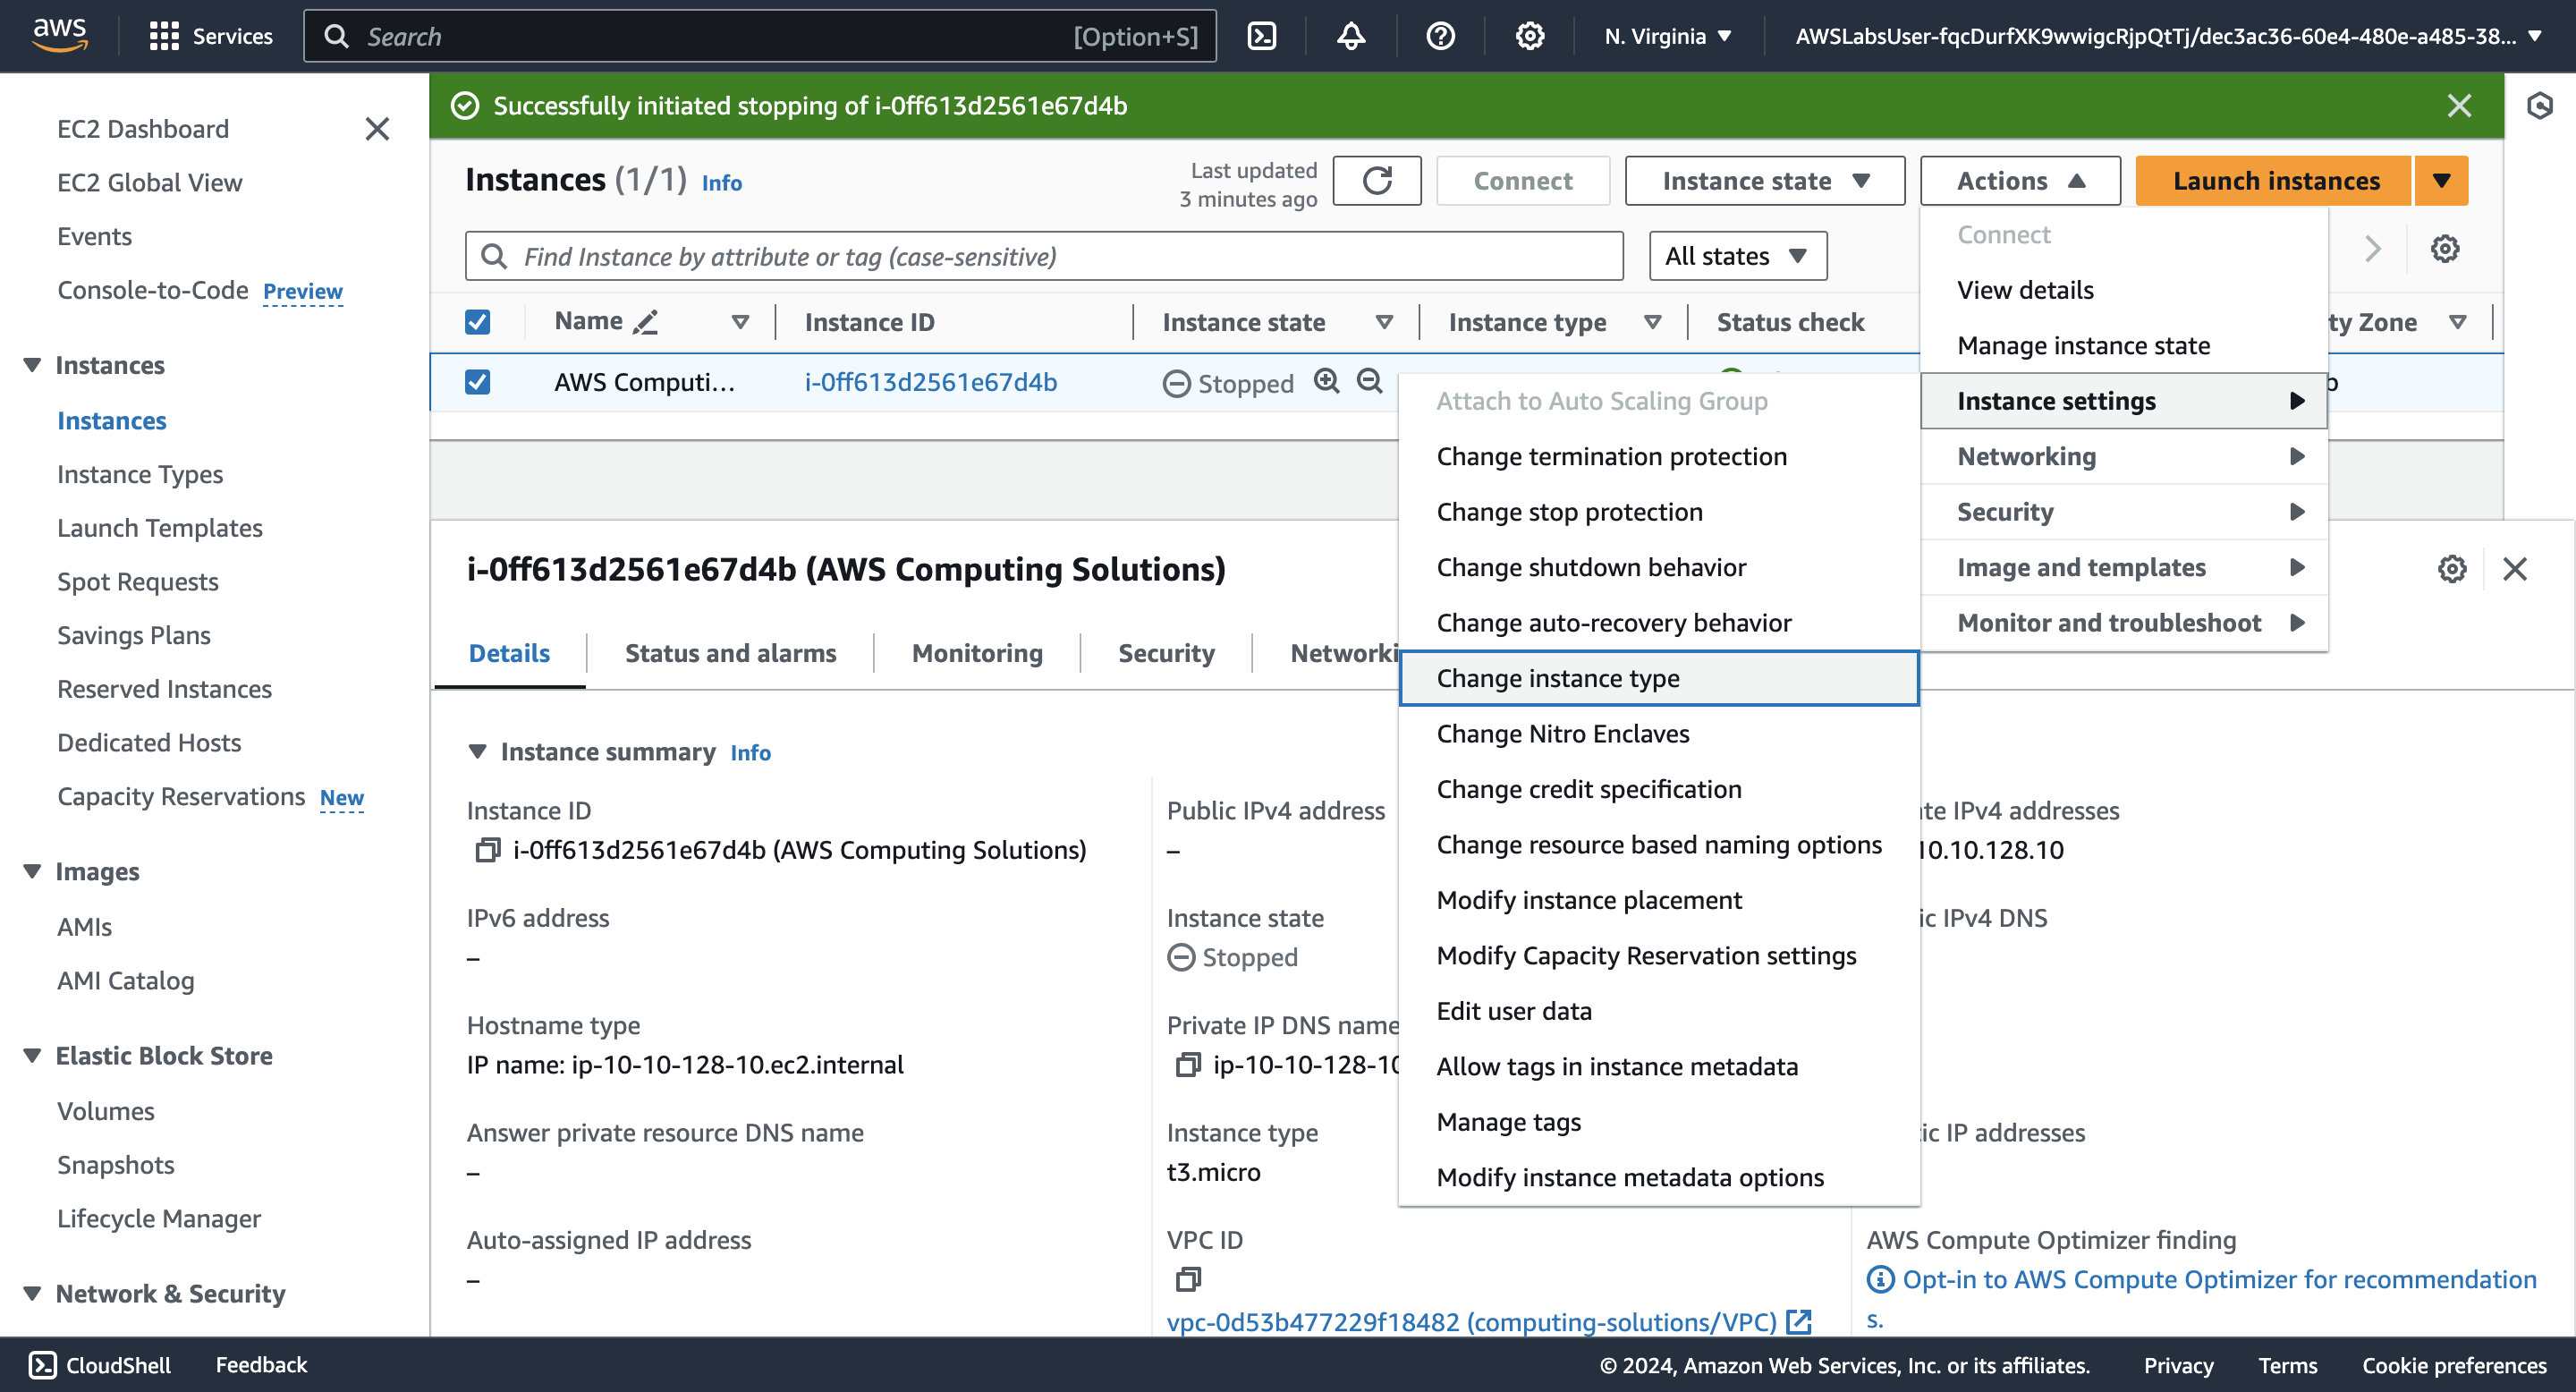 aws
Services
Search
[Option+S]
N. Virginia
AWSLabsUser-fqcDurfXK9wwigcRjpQtTj/dec3ac36-60e4-480e-a485-38...
EC2 Dashboard
EC2 Global View
Events
Console-to-Code Preview
Instances
Instances
Instance Types
Launch Templates
Spot Requests
Savings Plans
Reserved Instances
Dedicated Hosts
Capacity Reservations New
Images
AMIs
AMI Catalog
Elastic Block Store
Volumes
Snapshots
Lifecycle Manager
Network & Security
Successfully initiated stopping of i-0ff613d2561e67d4b
Instances (1/1) Info
Last updated
3 minutes ago
Connect
Instance state
Actions
Launch instances
Find Instance by attribute or tag (case-sensitive)
All states
Name
Instance ID
Instance state
Instance type
Status check
ty Zone
AWS Computi...
i-0ff613d2561e67d4b
Stopped
b
Connect
View details
Manage instance state
Instance settings
Networking
Security
Image and templates
Monitor and troubleshoot
Attach to Auto Scaling Group
Change termination protection
Change stop protection
Change shutdown behavior
Change auto-recovery behavior
Change instance type
Change Nitro Enclaves
Change credit specification
Change resource based naming options
Modify instance placement
Modify Capacity Reservation settings
Edit user data
Allow tags in instance metadata
Manage tags
Modify instance metadata options
i-0ff613d2561e67d4b (AWS Computing Solutions)
Details
Status and alarms
Monitoring
Security
Networki
Instance summary Info
Instance ID
i-0ff613d2561e67d4b (AWS Computing Solutions)
Public IPv4 address
–
te IPv4 addresses
10.10.128.10
IPv6 address
–
Instance state
Stopped
ic IPv4 DNS
Hostname type
IP name: ip-10-10-128-10.ec2.internal
Private IP DNS name
ip-10-10-128-10
Answer private resource DNS name
–
Instance type
t3.micro
tic IP addresses
Auto-assigned IP address
–
VPC ID
vpc-0d53b477229f18482 (computing-solutions/VPC)
AWS Compute Optimizer finding
Opt-in to AWS Compute Optimizer for recommendation
s.
CloudShell
Feedback
© 2024, Amazon Web Services, Inc. or its affiliates.
Privacy
Terms
Cookie preferences